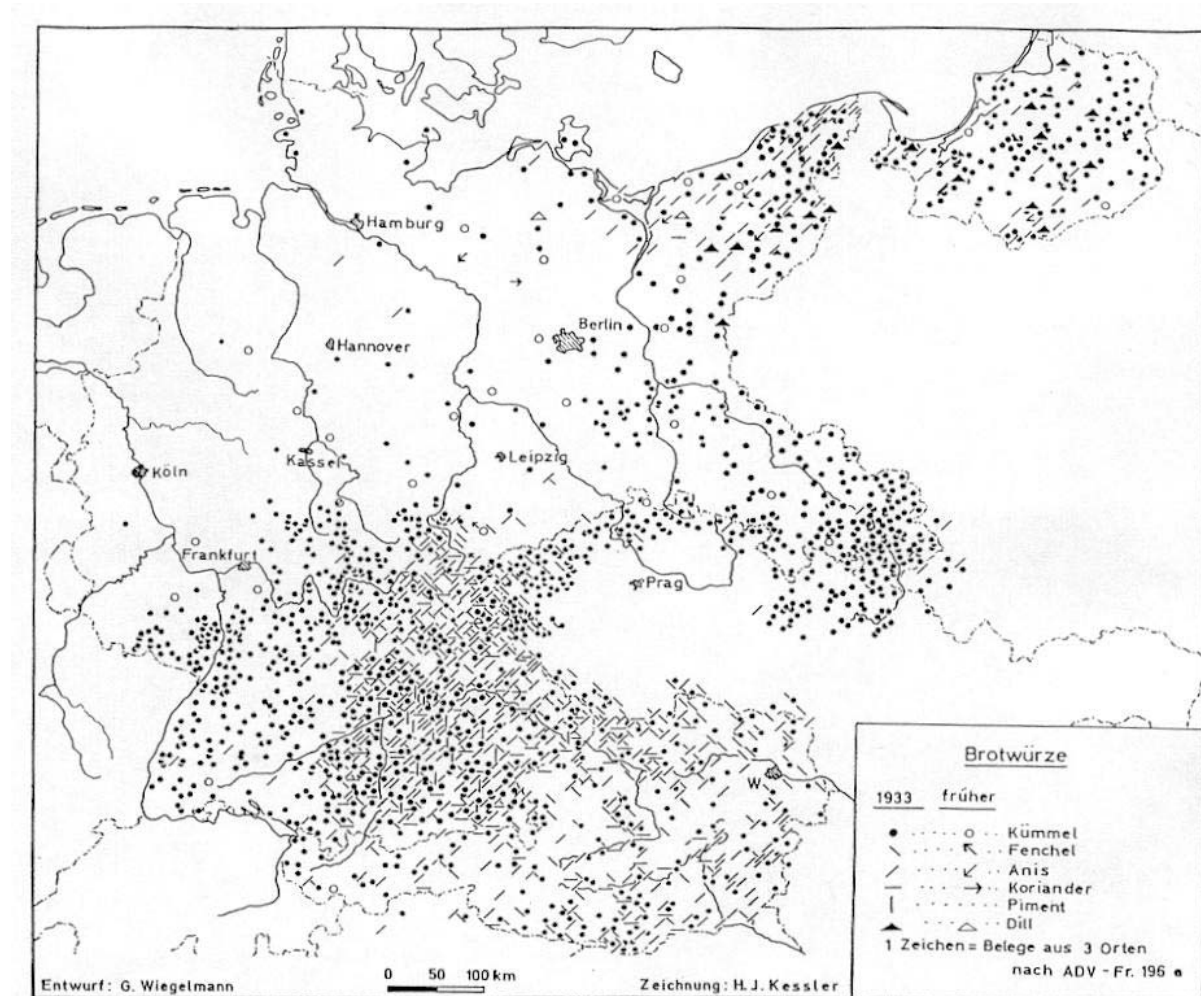 Hamburg
Berlin
Hannover
Kassel
Leipzig
Köln
Frankfurt
Prag
W
Brotwürze
1933 früher
Kümmel
Fenchel
Anis
Koriander
Piment
Dill
1 Zeichen = Belege aus 3 Orten
nach ADV - Fr. 196 e
Entwurf: G. Wiegelmann
0 50 100 km
Zeichnung: H. J. Kessler